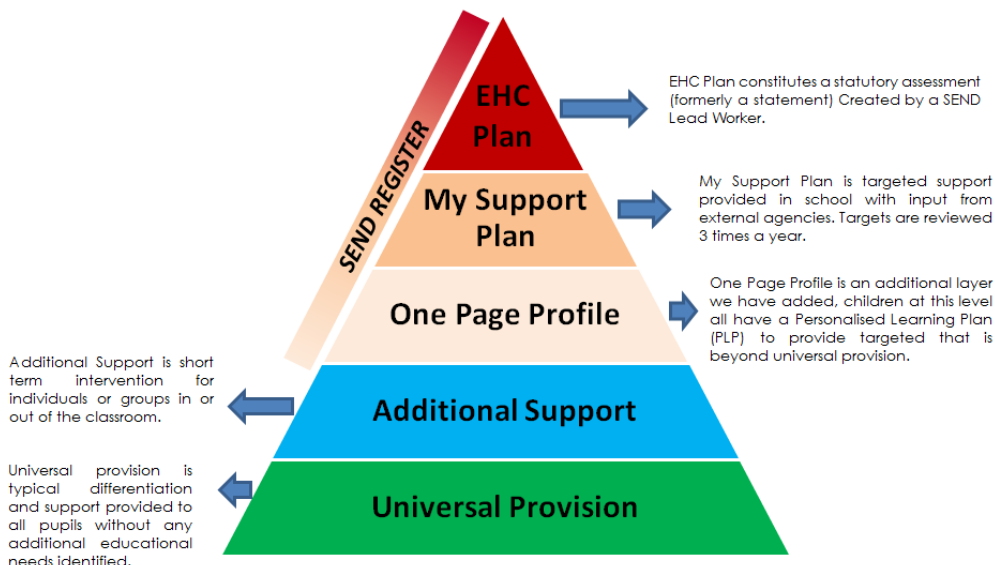 SEND REGISTER
EHC
Plan
EHC Plan constitutes a statutory assessment
(formerly a statement) Created by a SEND
Lead Worker.
My Support
Plan
My Support Plan is targeted support
provided in school with input from
external agencies. Targets are reviewed
3 times a year.
One Page Profile
One Page Profile is an additional layer
we have added, children at this level
all have a Personalised Learning Plan
(PLP) to provide targeted that is
beyond universal provision.
Additional Support is short
term intervention for
individuals or groups in or
out of the classroom.
Additional Support
Universal provision is
typical differentiation
and support provided to
all pupils without any
additional educational
needs identified.
Universal Provision